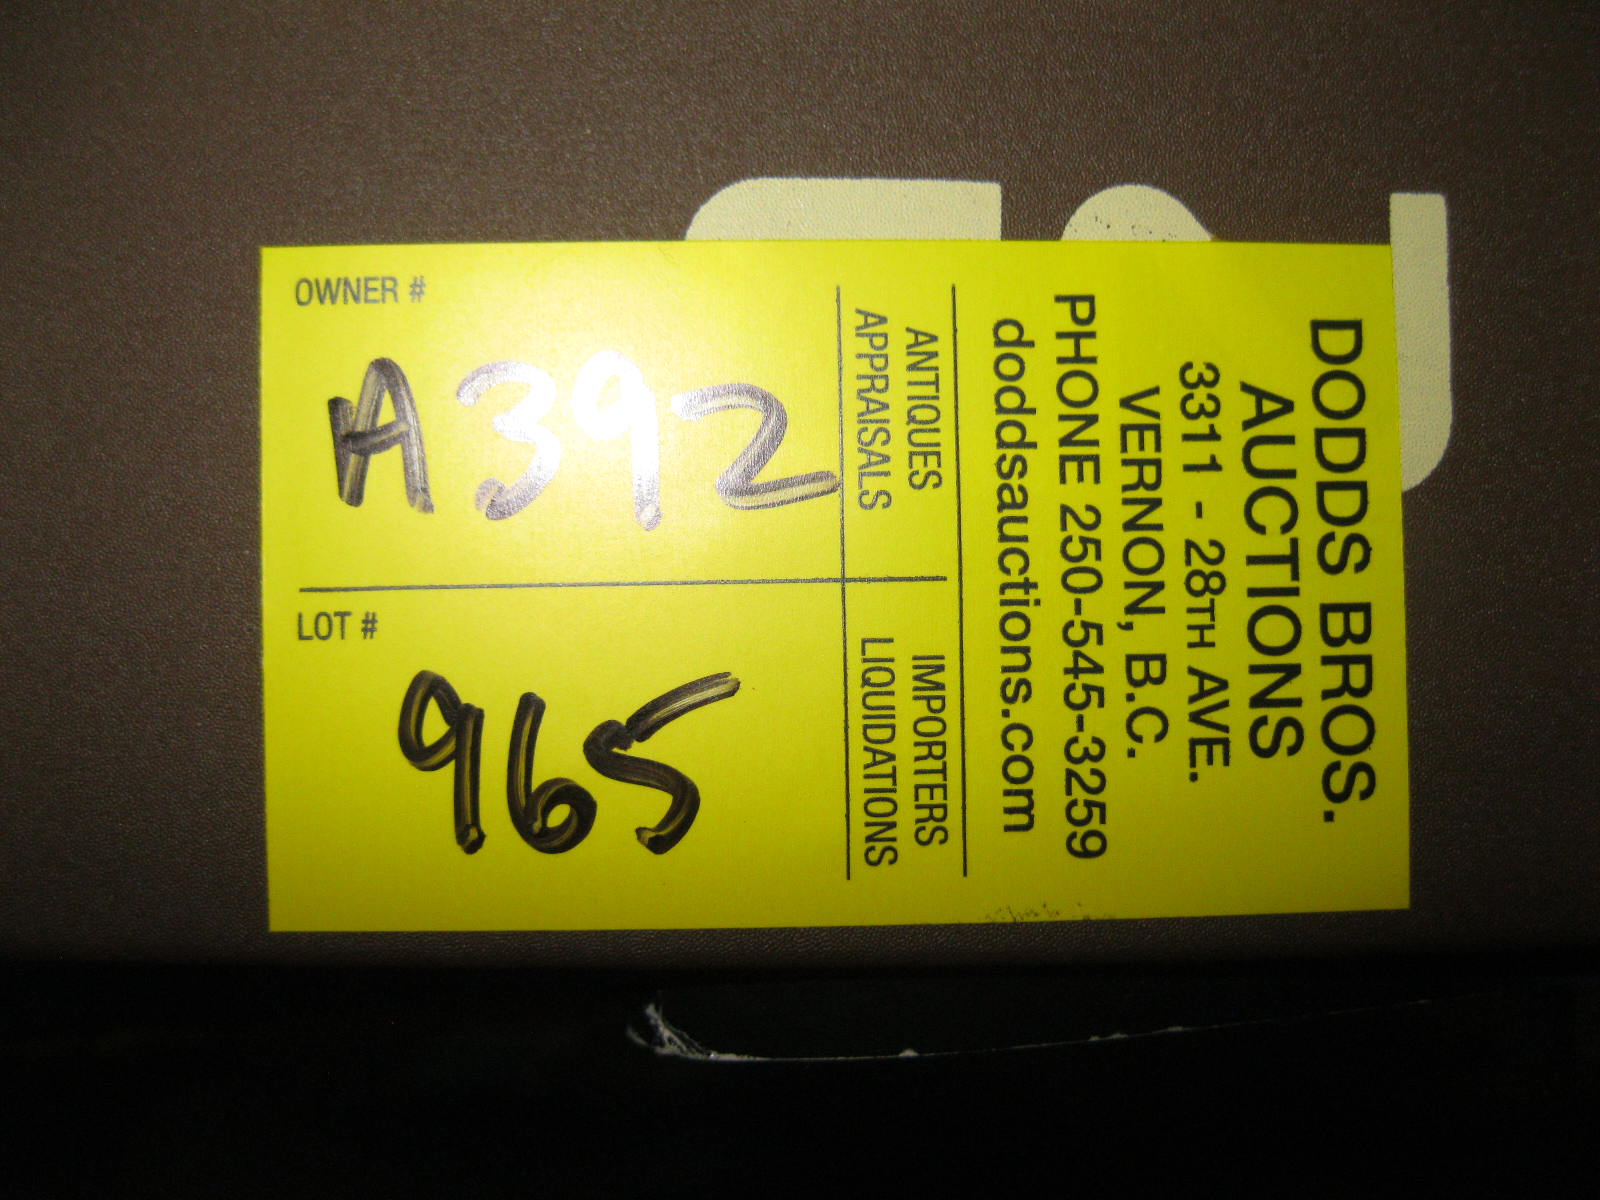 DODDS BROS.
AUCTIONS
3311 - 28TH AVE.
VERNON, B.C.
PHONE 250-545-3259
doddsauctions.com
ANTIQUES IMPORTERS
APPRAISALS LIQUIDATIONS
OWNER #
A392
LOT #
965